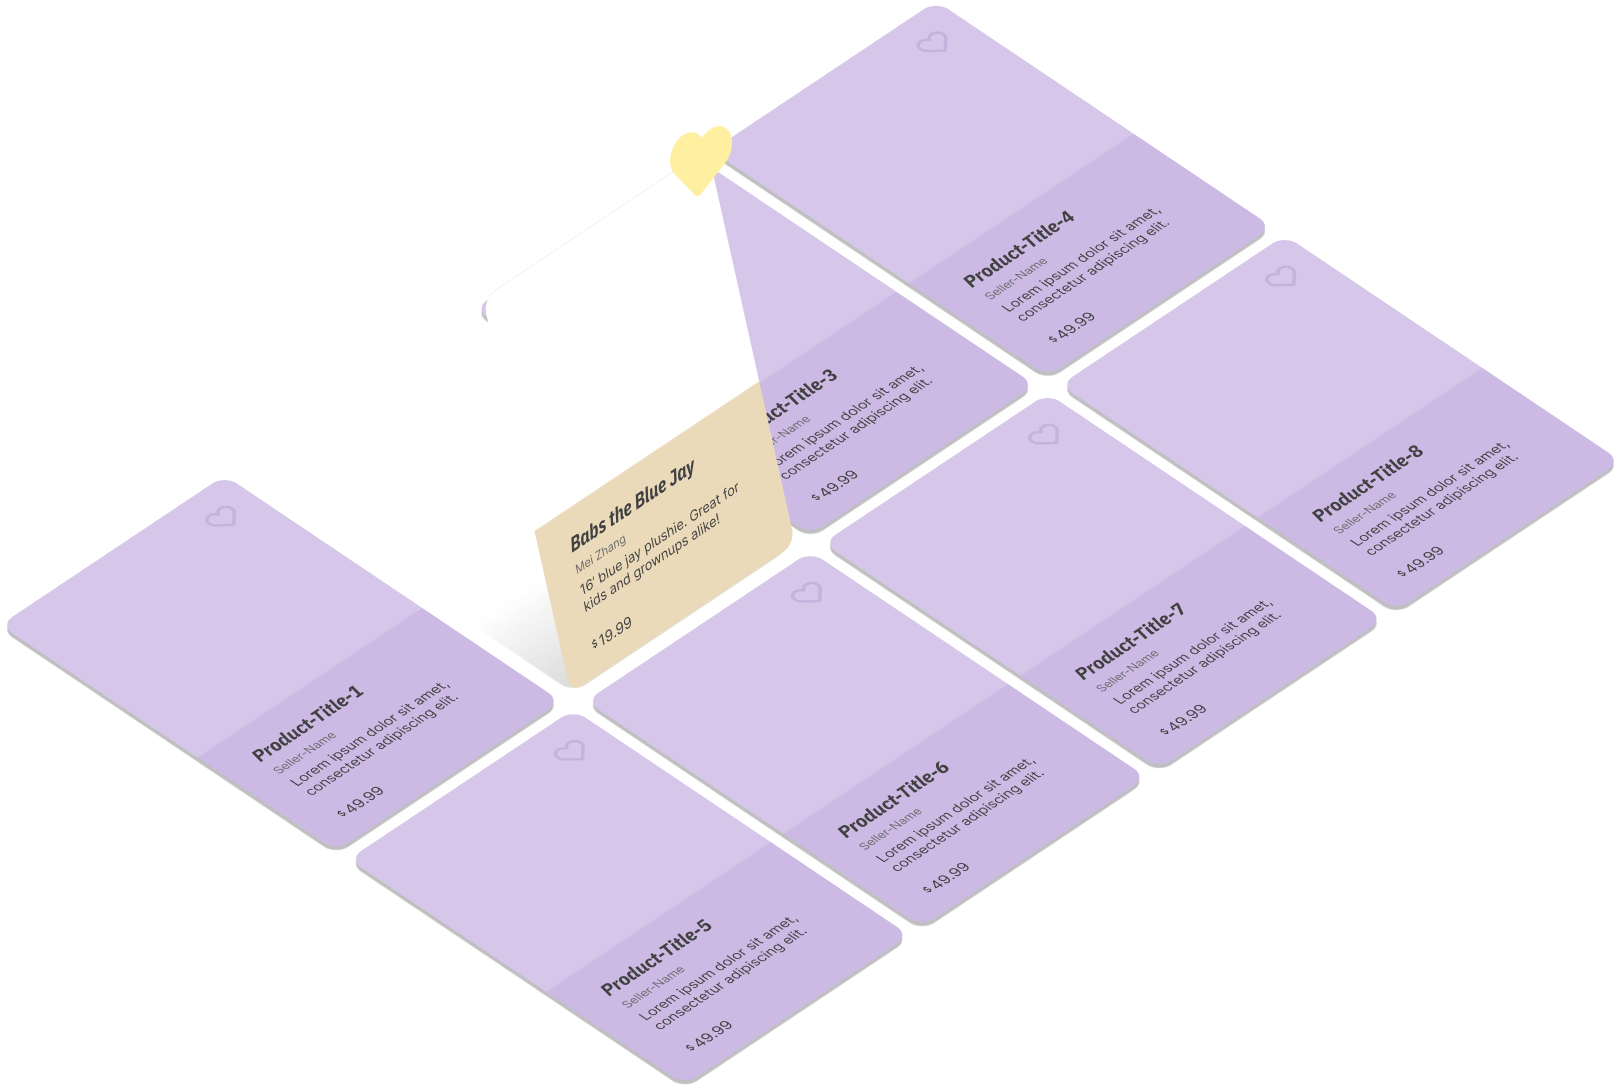 Product-Title-4
Seller-Name
Lorem ipsum dolor sit amet,
consectetur adipiscing elit.
$49.99
uct-Title-3
r-Name
orem ipsum dolor sit amet,
consectetur adipiscing elit.
$49.99
Babs the Blue Jay
Mei Zhang
16' blue jay plushie. Great for
kids and grownups alike!
$19.99
Product-Title-1
Seller-Name
Lorem ipsum dolor sit amet,
consectetur adipiscing elit.
$49.99
Product-Title-8
Seller-Name
Lorem ipsum dolor sit amet,
consectetur adipiscing elit.
$49.99
Product-Title-7
Seller-Name
Lorem ipsum dolor sit amet,
consectetur adipiscing elit.
$49.99
Product-Title-6
Seller-Name
Lorem ipsum dolor sit amet,
consectetur adipiscing elit.
$49.99
Product-Title-5
Seller-Name
Lorem ipsum dolor sit amet,
consectetur adipiscing elit.
$49.99